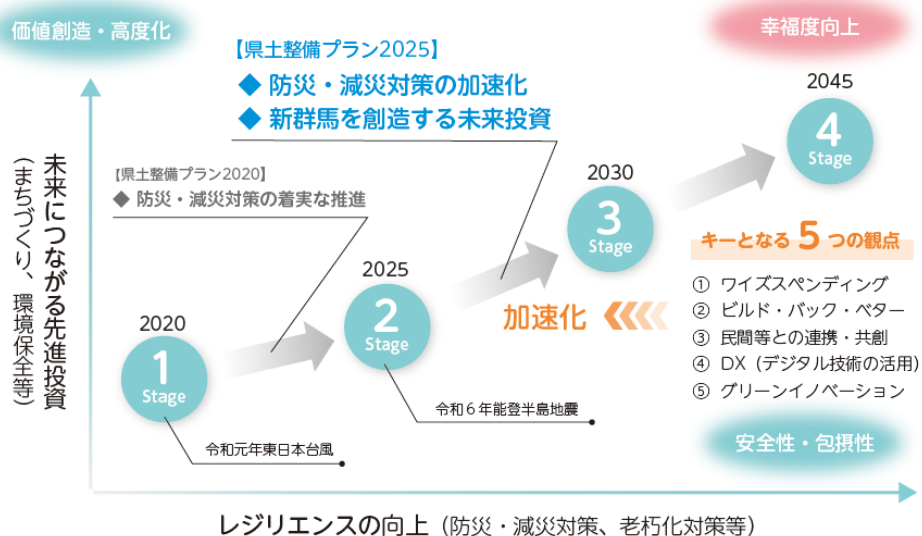 価値創造・高度化
幸福度向上
【県土整備プラン2025】
◆ 防災・減災対策の加速化
◆ 新群馬を創造する未来投資
2045
4
Stage
【県土整備プラン2020】
◆ 防災・減災対策の着実な推進
2030
3
Stage
未来につながる先進投資
（まちづくり、環境保全等）
キーとなる 5 つの観点
① ワイズスペンディング
② ビルド・バック・ベター
③ 民間等との連携・共創
④ DX（デジタル技術の活用）
⑤ グリーンイノベーション
2025
2
Stage
加速化
2020
1
Stage
令和６年能登半島地震
令和元年東日本台風
安全性・包摂性
レジリエンスの向上（防災・減災対策、老朽化対策等）